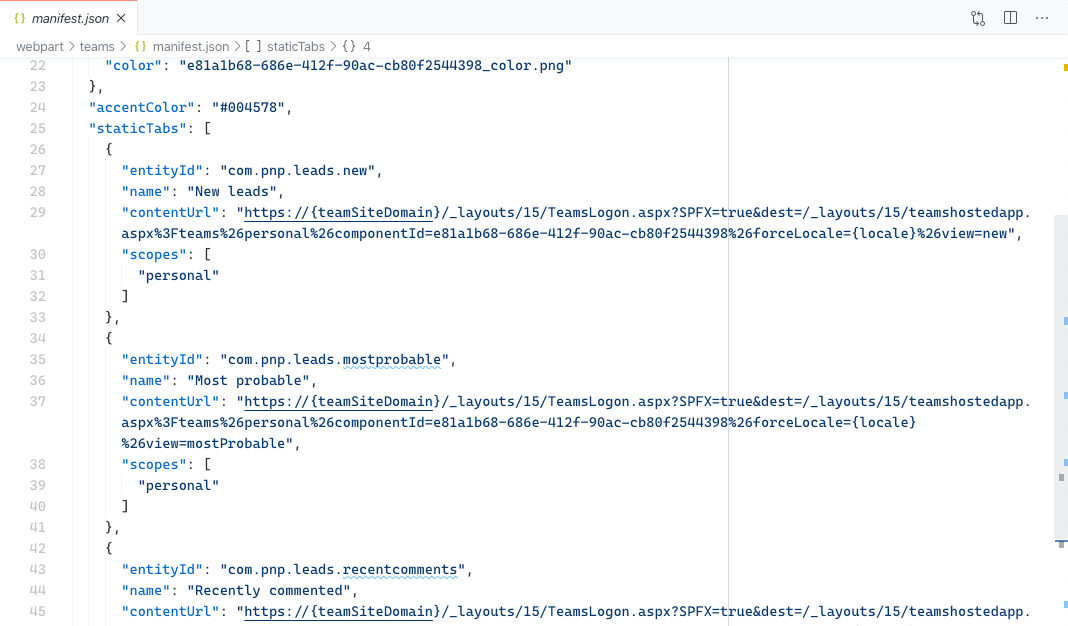 {} manifest.json ×
webpart > teams > {} manifest.json > [ ] staticTabs > {} 4
22 "color": "e81a1b68-686e-412f-90ac-cb80f2544398_color.png"
23 },
24 "accentColor": "#004578",
25 "staticTabs": [
26 {
27 "entityId": "com.pnp.leads.new",
28 "name": "New leads",
29 "contentUrl": "https://{teamSiteDomain}/_layouts/15/TeamsLogon.aspx?SPFX=true&dest=/_layouts/15/teamshostedapp.
aspx%3Fteams%26personal%26componentId=e81a1b68-686e-412f-90ac-cb80f2544398%26forceLocale={locale}%26view=new",
30 "scopes": [
31 "personal"
32 ]
33 },
34 {
35 "entityId": "com.pnp.leads.mostprobable",
36 "name": "Most probable",
37 "contentUrl": "https://{teamSiteDomain}/_layouts/15/TeamsLogon.aspx?SPFX=true&dest=/_layouts/15/teamshostedapp.
aspx%3Fteams%26personal%26componentId=e81a1b68-686e-412f-90ac-cb80f2544398%26forceLocale={locale}
%26view=mostProbable",
38 "scopes": [
39 "personal"
40 ]
41 },
42 {
43 "entityId": "com.pnp.leads.recentcomments",
44 "name": "Recently commented",
45 "contentUrl": "https://{teamSiteDomain}/_layouts/15/TeamsLogon.aspx?SPFX=true&dest=/_layouts/15/teamshostedapp.